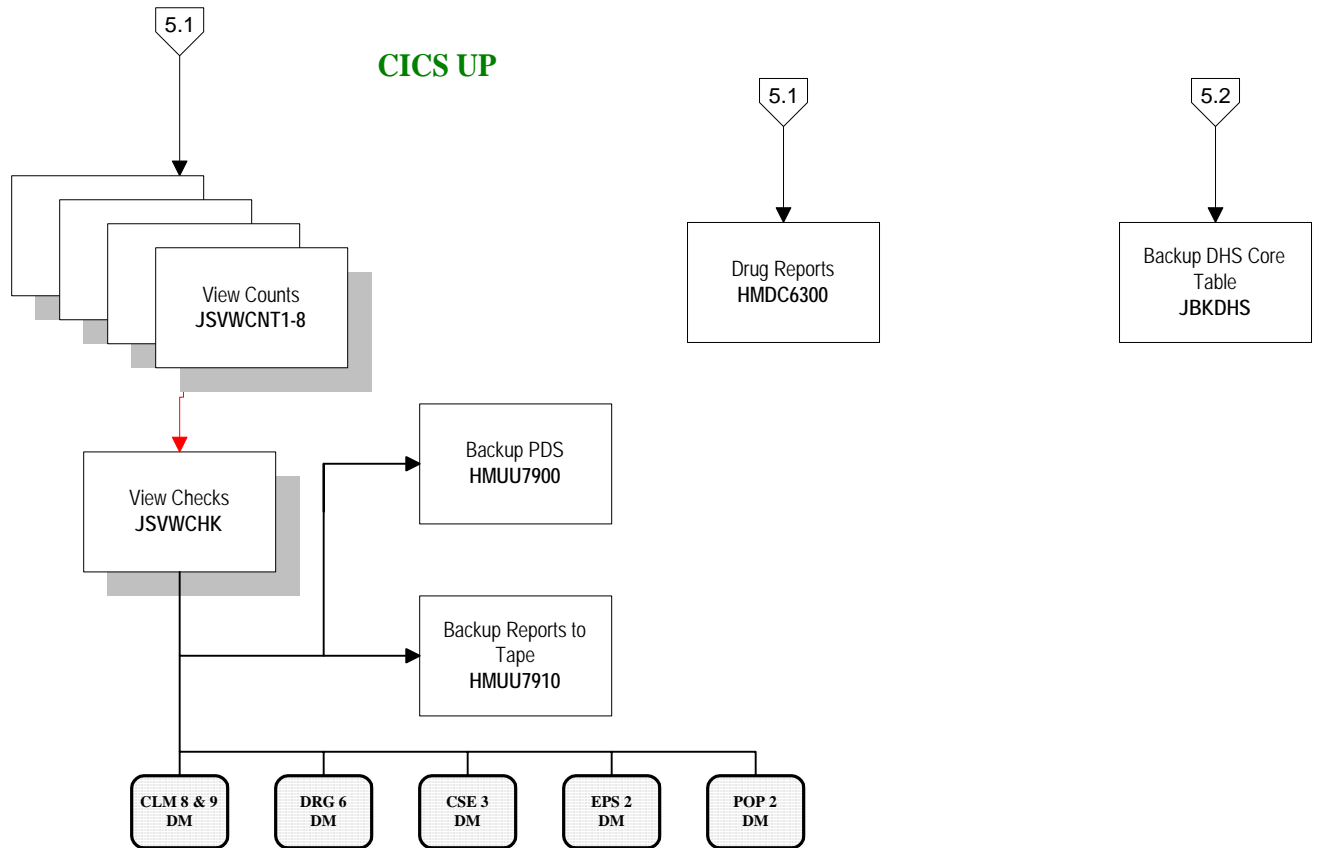 5.1
CICS UP
5.1
5.2
View Counts
JSVWCNT1-8
Drug Reports
HMDC6300
Backup DHS Core
Table
JBKDHS
View Checks
JSVWCHK
Backup PDS
HMUU7900
Backup Reports to
Tape
HMUU7910
CLM 8 & 9
DM
DRG 6
DM
CSE 3
DM
EPS 2
DM
POP 2
DM